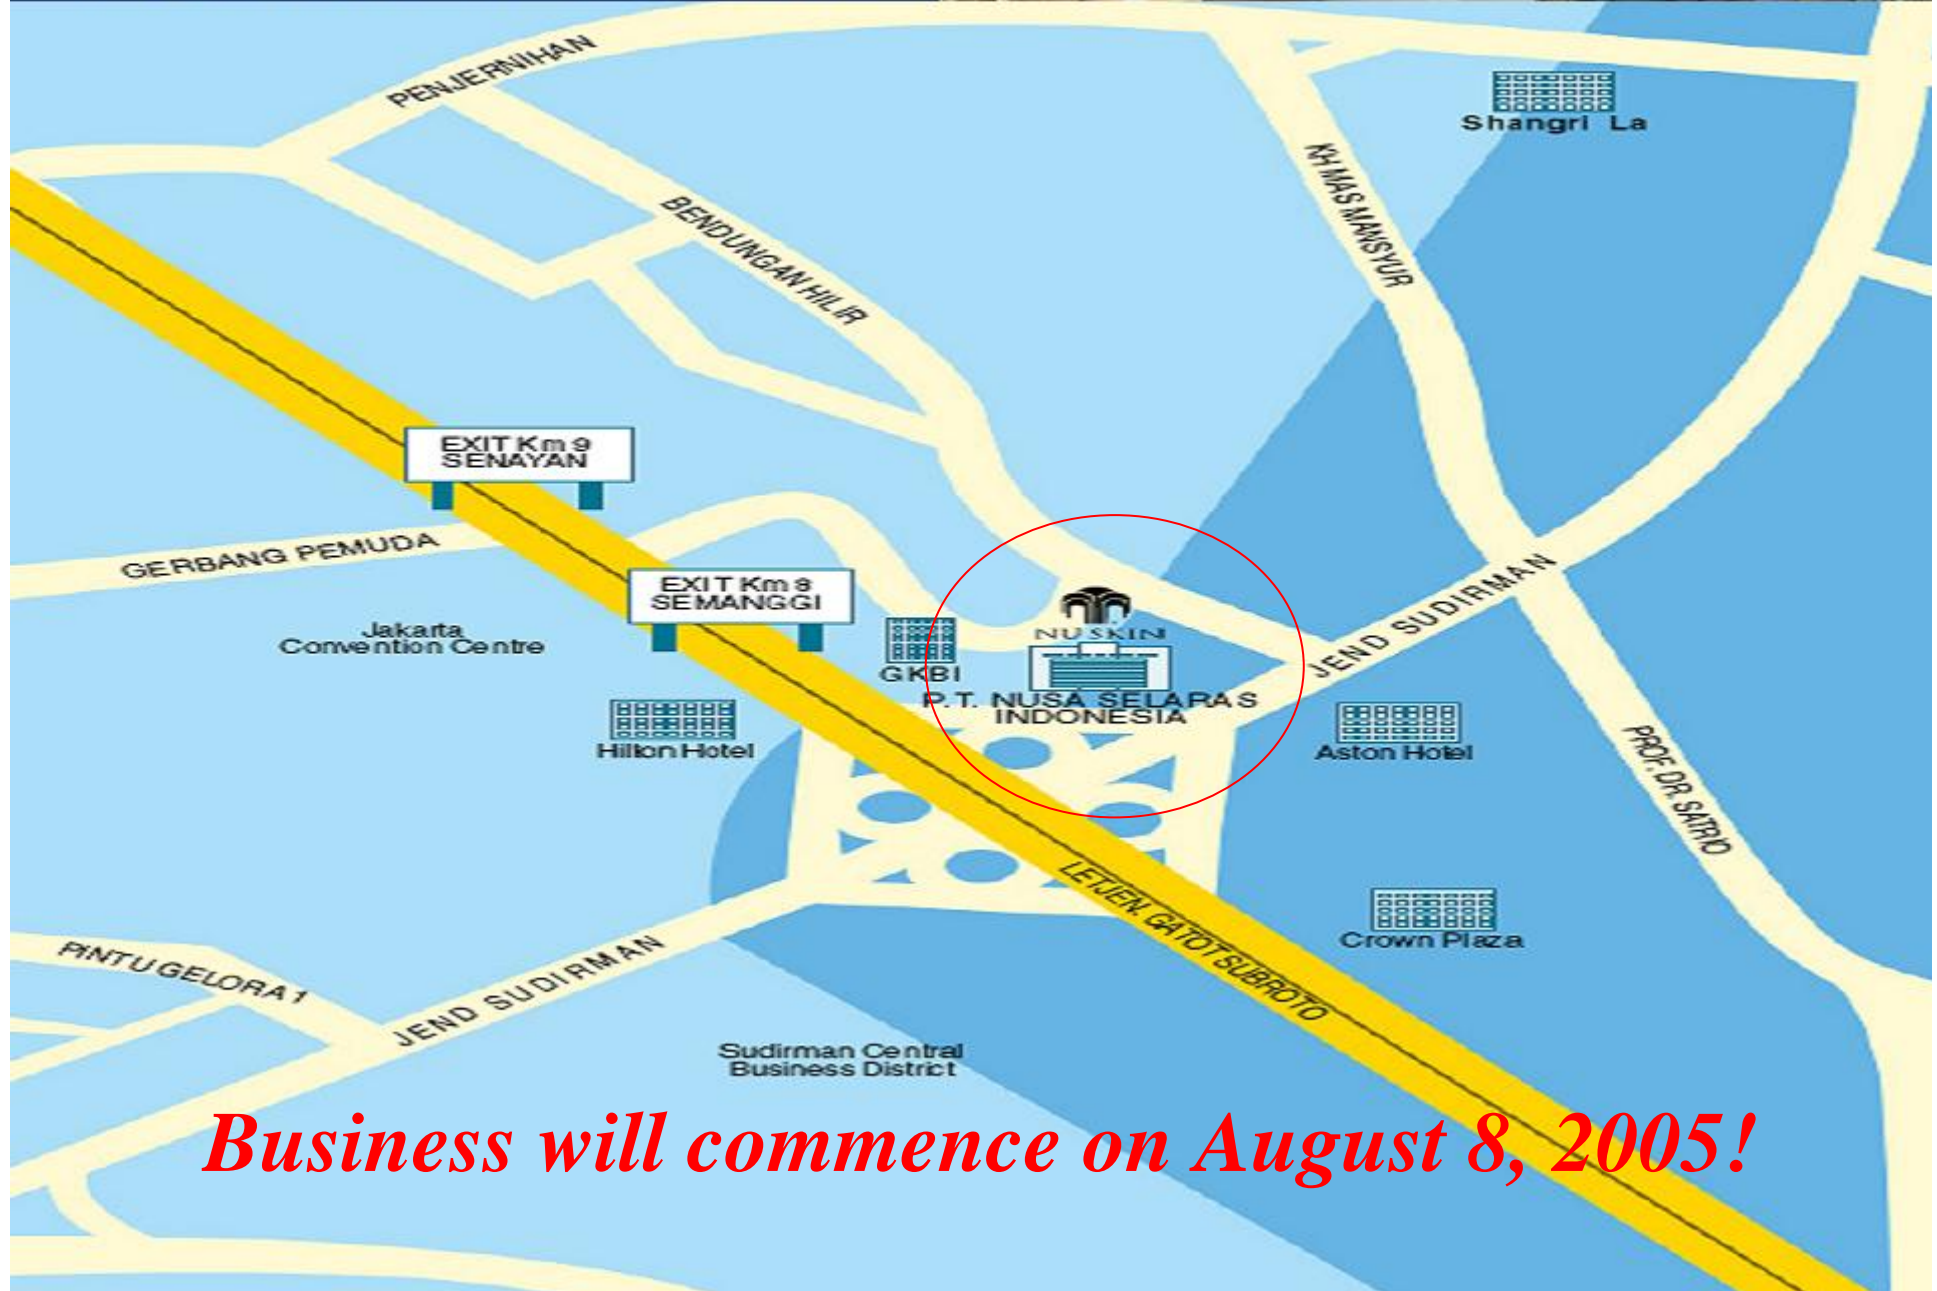 PENJERNIHAN
Shangri La
KH MAS MANSYUR
BENDUNGAN HILIR
EXIT Km 9
SENAYAN
GERBANG PEMUDA
EXIT Km 8
SEMANGGI
Jakarta
Convention Centre
NU SKIN
GKBI
P.T. NUSA SELARAS
INDONESIA
JEND SUDIRMAN
Hilton Hotel
Aston Hotel
PROF. DR. SATRIO
LETJEN. GATOT SUBROTO
Crown Plaza
PINTU GELORA 1
JEND SUDIRMAN
Sudirman Central
Business District
Business will commence on August 8, 2005!